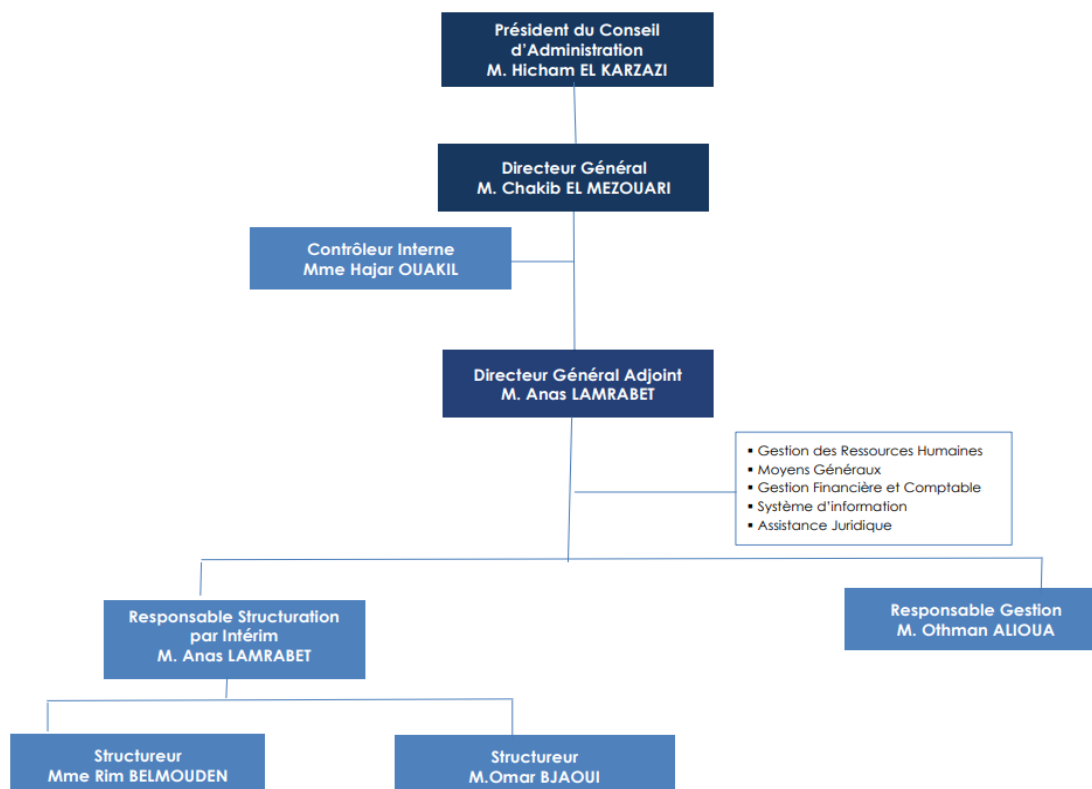 Président du Conseil
d'Administration
M. Hicham EL KARZAZI
Directeur Général
M. Chakib EL MEZOUARI
Contrôleur Interne
Mme Hajar OUAKIL
Directeur Général Adjoint
M. Anas LAMRABET
▪ Gestion des Ressources Humaines
▪ Moyens Généraux
▪ Gestion Financière et Comptable
▪ Système d'information
▪ Assistance Juridique
Responsable Structuration
par Intérim
M. Anas LAMRABET
Responsable Gestion
M. Othman ALIOUA
Structureur
Mme Rim BELMOUDEN
Structureur
M.Omar BJAOUI